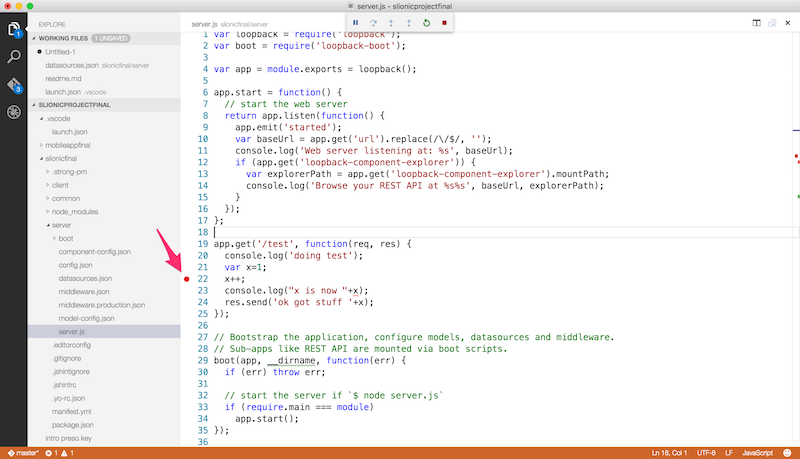 server.js - slionicprojectfinal
EXPLORE
WORKING FILES 1 UNSAVED
Untitled-1
datasources.json slionicfinal/server
readme.md
launch.json .vscode
SLIONICPROJECTFINAL
.vscode
launch.json
mobileappfinal
slionicfinal
.strong-pm
client
common
node_modules
server
boot
component-config.json
config.json
datasources.json
middleware.json
middleware.production.json
model-config.json
server.js
.editorconfig
.gitignore
.jshintignore
.jshintrc
.yo-rc.json
manifest.yml
package.json
intro preso.key
1
3
server.js slionicfinal/server
1 var loopback = require('loopback');
2 var boot = require('loopback-boot');
3
4 var app = module.exports = loopback();
5
6 app.start = function() {
7 // start the web server
8 return app.listen(function() {
9 app.emit('started');
10 var baseUrl = app.get('url').replace(/\/$/, '');
11 console.log('Web server listening at: %s', baseUrl);
12 if (app.get('loopback-component-explorer')) {
13 var explorerPath = app.get('loopback-component-explorer').mountPath;
14 console.log('Browse your REST API at %s%s', baseUrl, explorerPath);
15 }
16 });
17 };
18
19 app.get('/test', function(req, res) {
20 console.log('doing test');
21 var x=1;
22 x++;
23 console.log("x is now "+x);
24 res.send('ok got stuff '+x);
25 });
26
27 // Bootstrap the application, configure models, datasources and middleware.
28 // Sub-apps like REST API are mounted via boot scripts.
29 boot(app, __dirname, function(err) {
30 if (err) throw err;
31
32 // start the server if `$ node server.js`
33 if (require.main === module)
34 app.start();
35 });
36
master* 1 1
Ln 18, Col 1 UTF-8 LF JavaScript